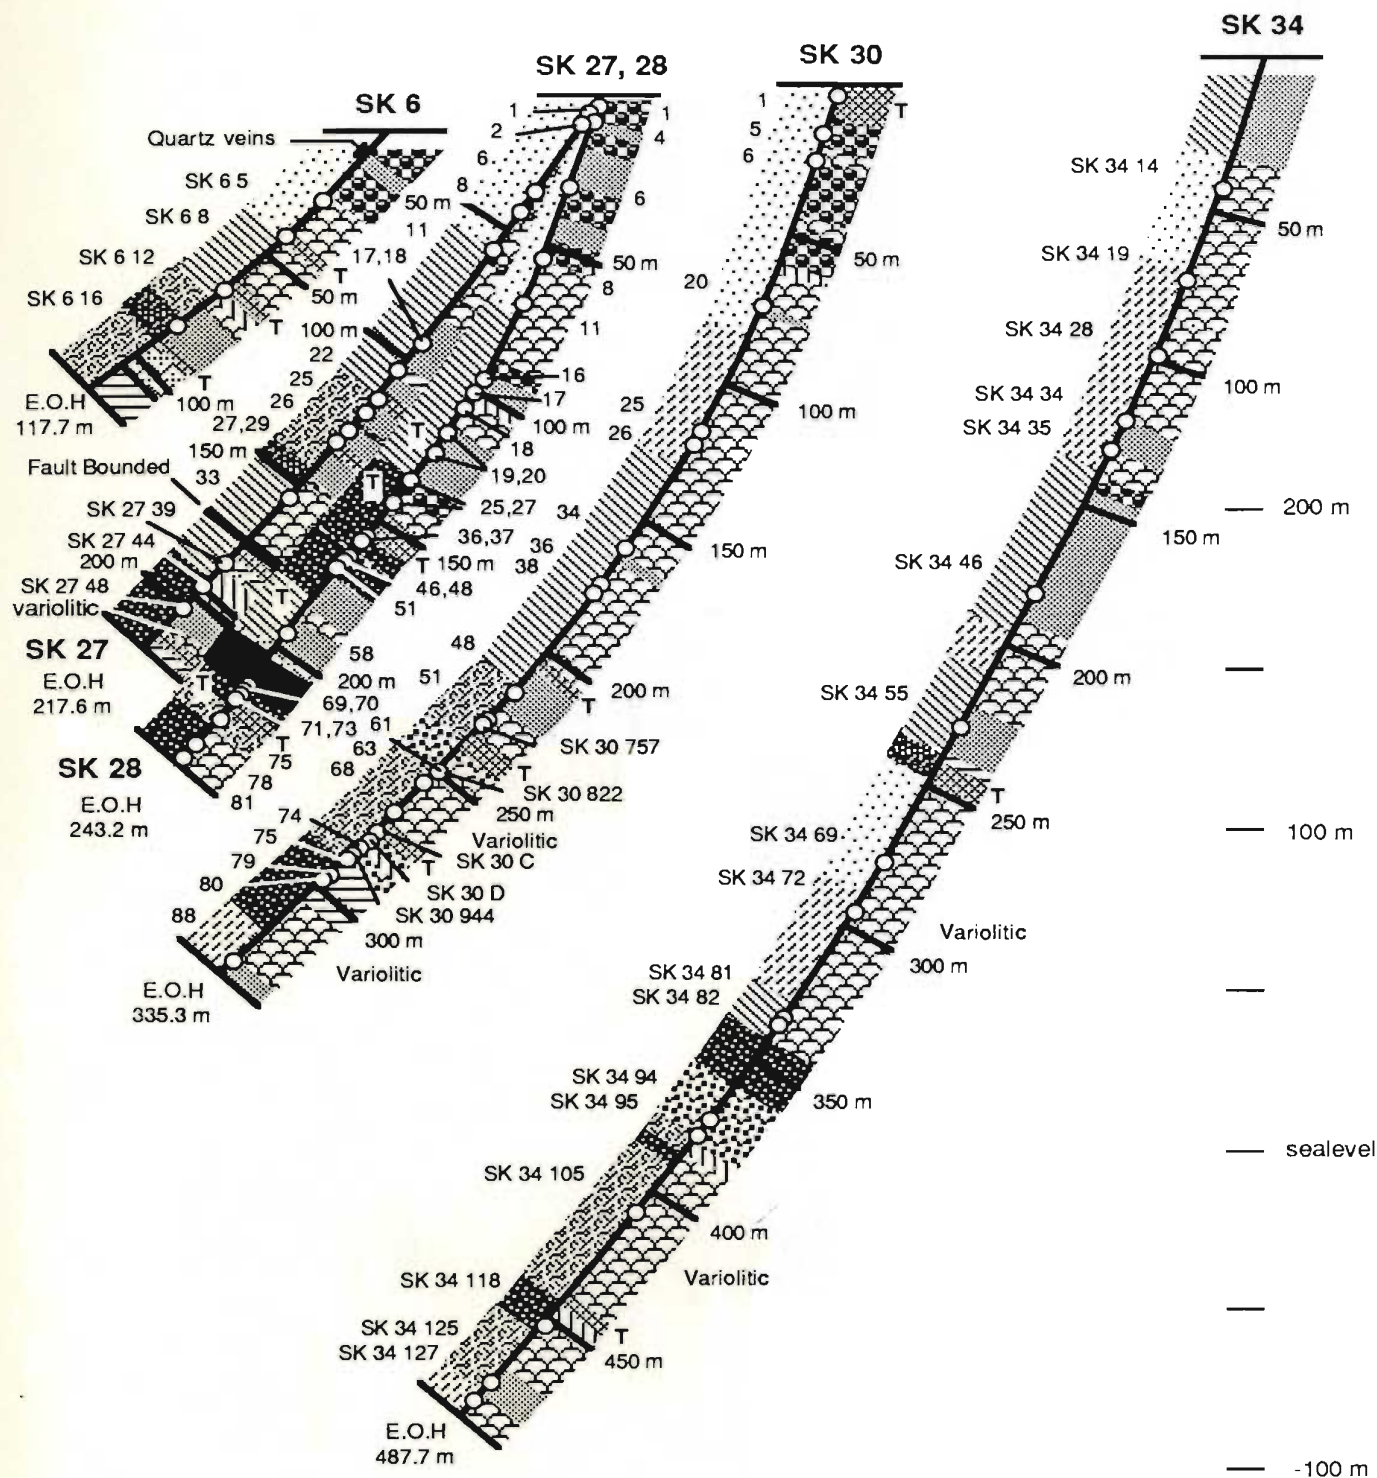 SK 34
SK 30
SK 27, 28
SK 6
Quartz veins
SK 6 5
SK 6 8
SK 6 12
SK 6 16
T
50 m
T
T
100 m
E.O.H
117.7 m
1
2
6
8
50 m
11
17,18
100 m
22
25
26
27,29
150 m
Fault Bounded
33
SK 27 39
SK 27 44
200 m
SK 27 48
variolitic
SK 27
E.O.H
217.6 m
T
T
T
T
1
4
6
50 m
8
11
16
17
100 m
18
19,20
25,27
36,37
T
150 m
46,48
51
58
200 m
69,70
71,73
T
75
78
81
SK 28
E.O.H
243.2 m
1
5
6
T
50 m
20
100 m
25
26
34
150 m
36
38
48
51
200 m
T
61
63
68
SK 30 757
T
SK 30 822
250 m
Variolitic
74
75
79
80
88
SK 30 C
T
SK 30 D
SK 30 944
300 m
Variolitic
E.O.H
335.3 m
SK 34 14
50 m
SK 34 19
SK 34 28
100 m
SK 34 34
SK 34 35
150 m
SK 34 46
200 m
SK 34 55
T
250 m
SK 34 69
SK 34 72
Variolitic
300 m
SK 34 81
SK 34 82
350 m
SK 34 94
SK 34 95
SK 34 105
400 m
Variolitic
SK 34 118
SK 34 125
SK 34 127
T
450 m
E.O.H
487.7 m
200 m
100 m
sealevel
-100 m